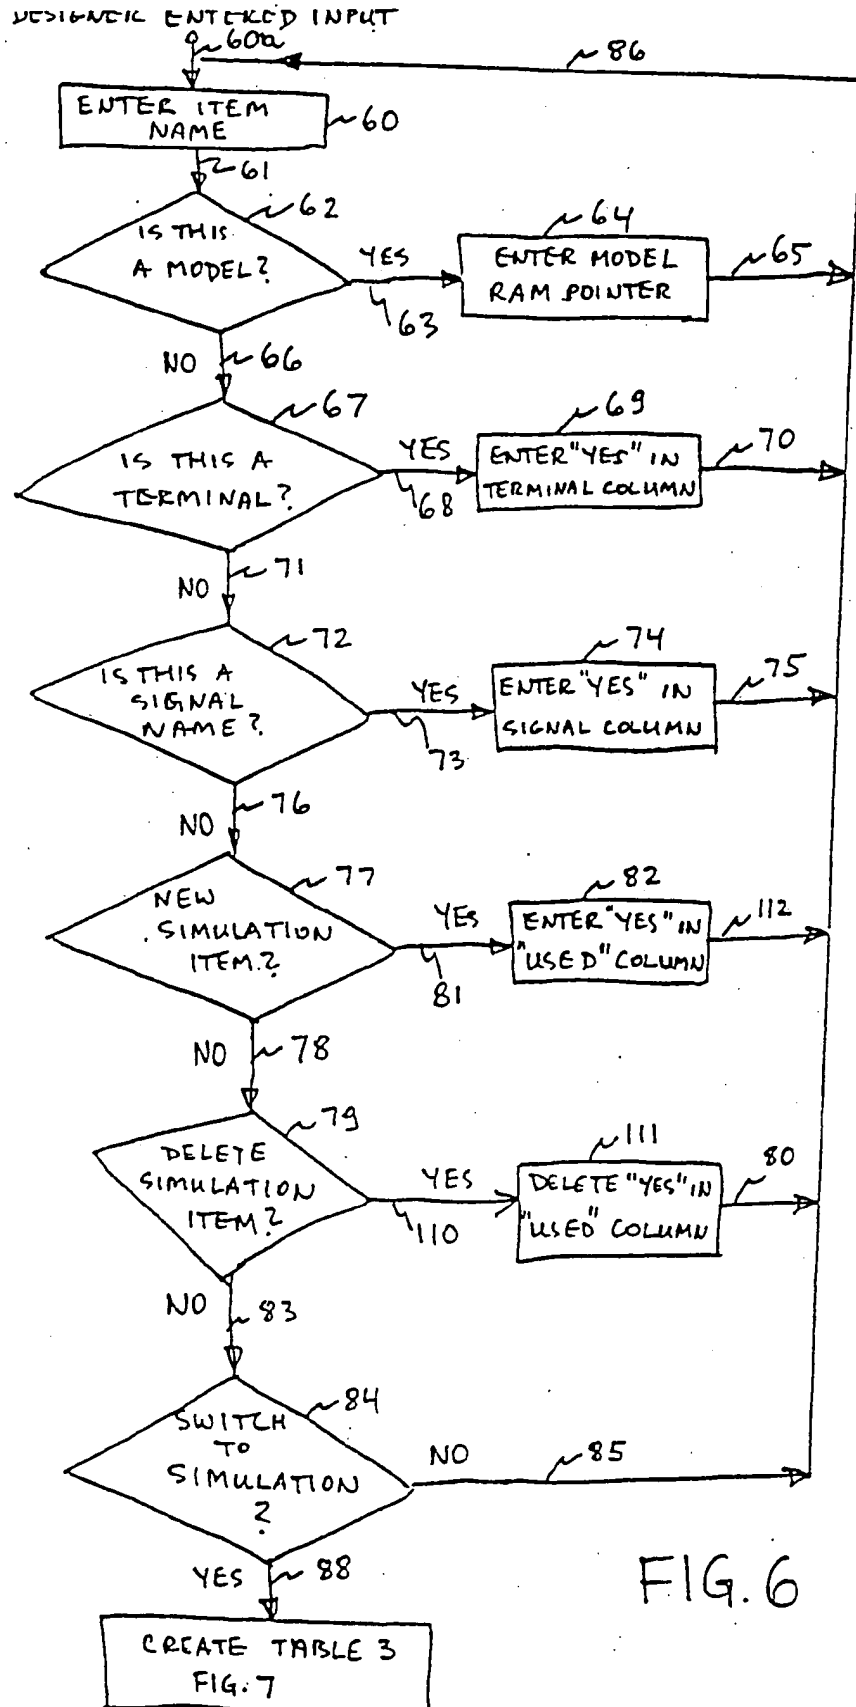 DESIGNER ENTERED INPUT
60a
86
ENTER ITEM
NAME
60
61
62
IS THIS
A MODEL?
YES
63
64
ENTER MODEL
RAM POINTER
65
NO
66
67
IS THIS A
TERMINAL?
YES
68
69
ENTER "YES" IN
TERMINAL COLUMN
70
NO
71
72
IS THIS A
SIGNAL
NAME?
YES
73
74
ENTER "YES" IN
SIGNAL COLUMN
75
NO
76
77
NEW
SIMULATION
ITEM?
YES
81
82
ENTER "YES" IN
"USED" COLUMN
112
NO
78
79
DELETE
SIMULATION
ITEM?
YES
110
111
DELETE "YES" IN
"USED" COLUMN
80
NO
83
84
SWITCH
TO
SIMULATION
?
NO
85
YES
88
CREATE TABLE 3
FIG. 7
FIG. 6